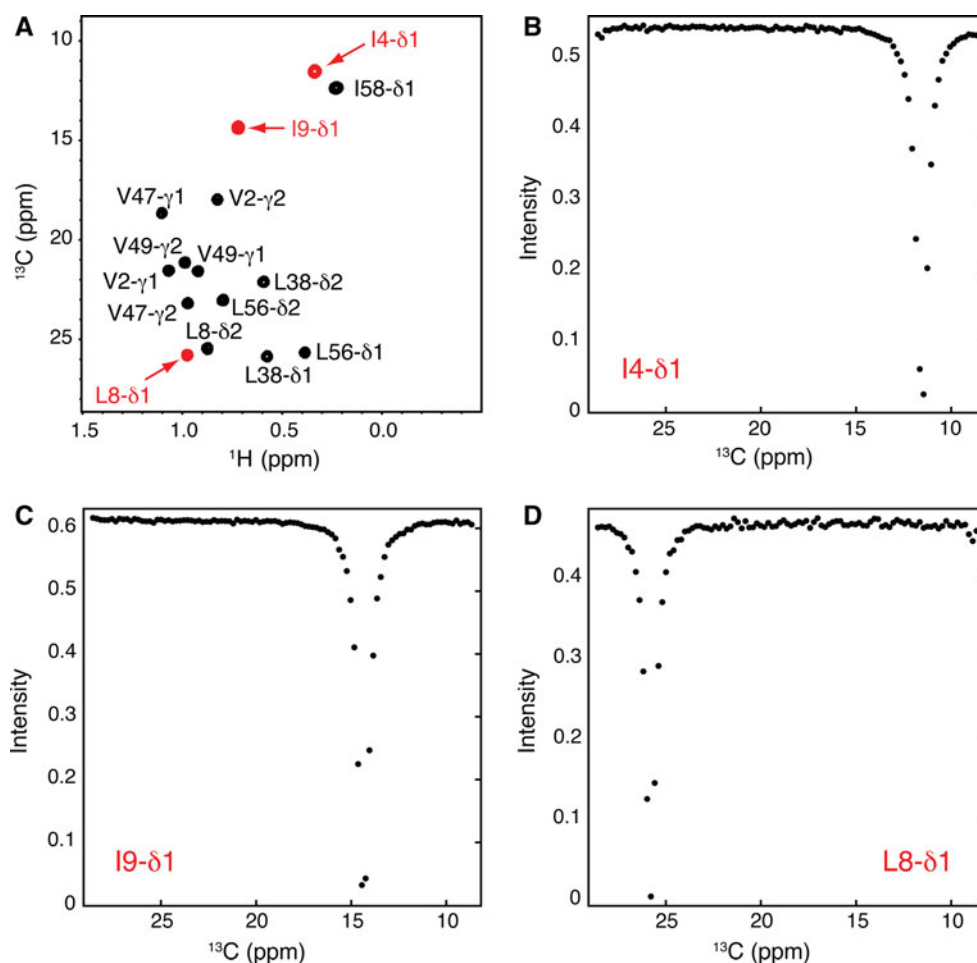 A
I4-δ1
I58-δ1
I9-δ1
V47-γ1
V2-γ2
V49-γ2
V49-γ1
V2-γ1
L38-δ2
V47-γ2
L56-δ2
L8-δ2
L56-δ1
L38-δ1
L8-δ1
10
15
20
25
¹³C (ppm)
1.5
1.0
0.5
0.0
¹H (ppm)
B
0.5
0.4
0.3
0.2
0.1
0
Intensity
I4-δ1
25
20
15
10
¹³C (ppm)
C
0.6
0.5
0.4
0.3
0.2
0.1
0
Intensity
I9-δ1
25
20
15
10
¹³C (ppm)
D
0.4
0.3
0.2
0.1
0
Intensity
L8-δ1
25
20
15
10
¹³C (ppm)